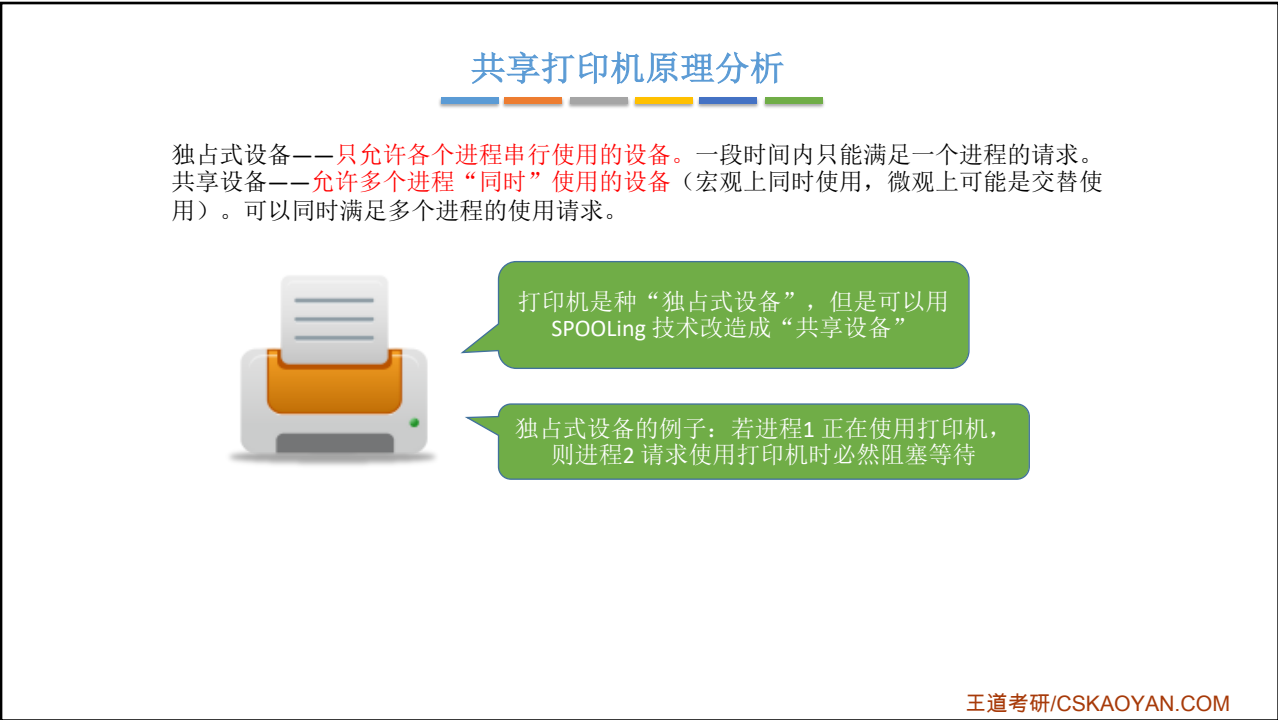 共享打印机原理分析
独占式设备——只允许各个进程串行使用的设备。一段时间内只能满足一个进程的请求。
共享设备——允许多个进程“同时”使用的设备（宏观上同时使用，微观上可能是交替使
用）。可以同时满足多个进程的使用请求。
打印机是种“独占式设备”，但是可以用
SPOOLing 技术改造成“共享设备”
独占式设备的例子：若进程1 正在使用打印机，
则进程2 请求使用打印机时必然阻塞等待
王道考研/CSKAOYAN.COM